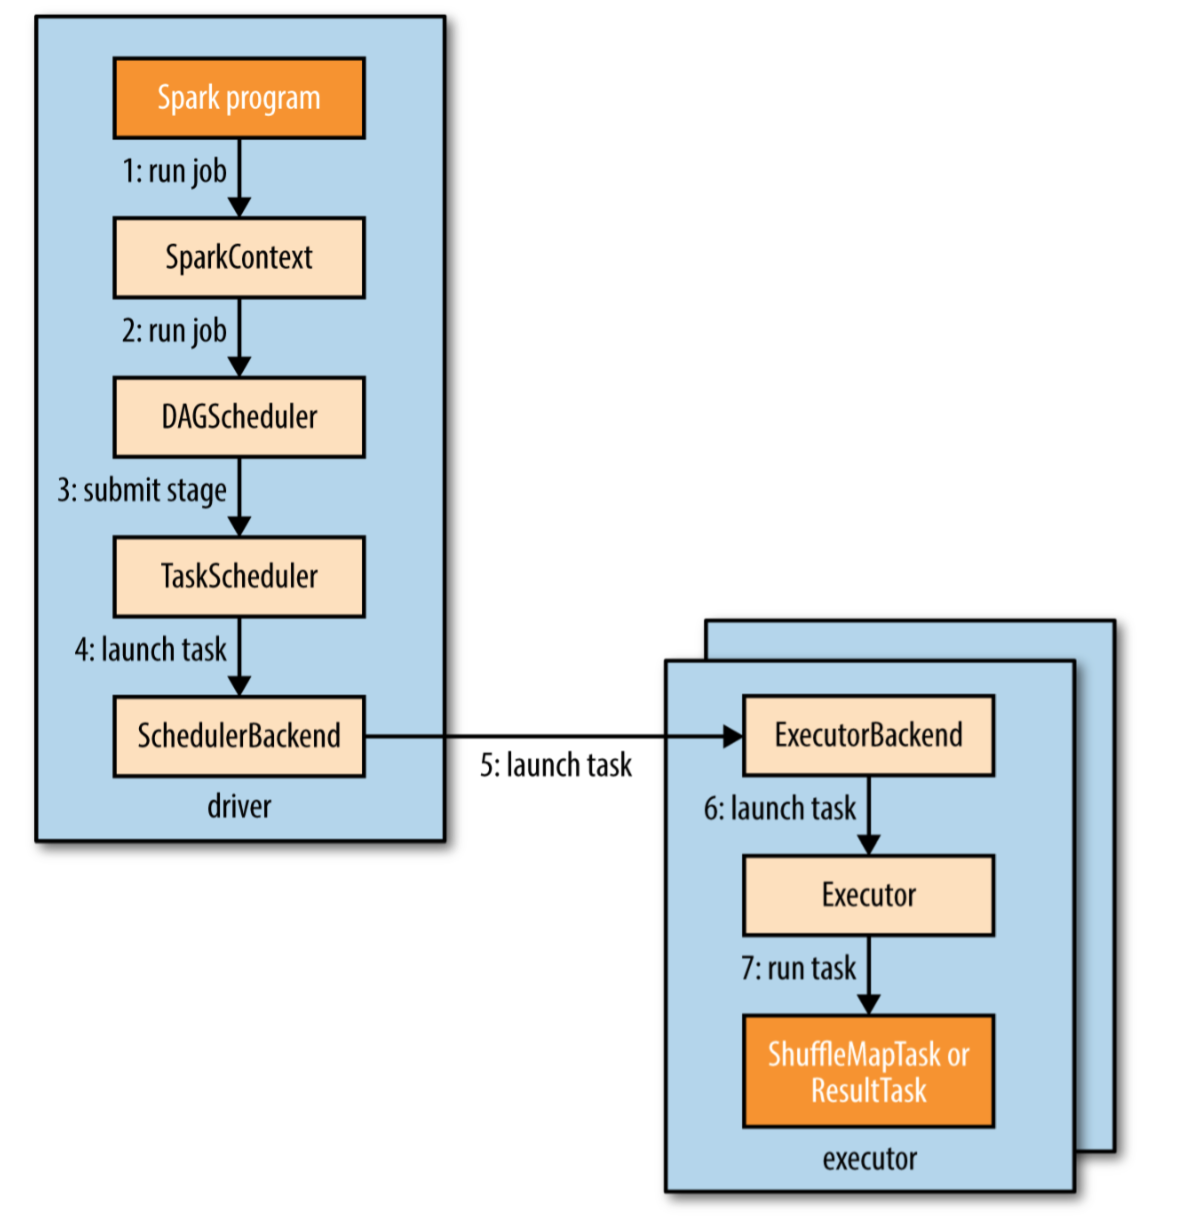 Spark program
1: run job
SparkContext
2: run job
DAGScheduler
3: submit stage
TaskScheduler
4: launch task
SchedulerBackend
driver
5: launch task
ExecutorBackend
6: launch task
Executor
7: run task
ShuffleMapTask or
ResultTask
executor